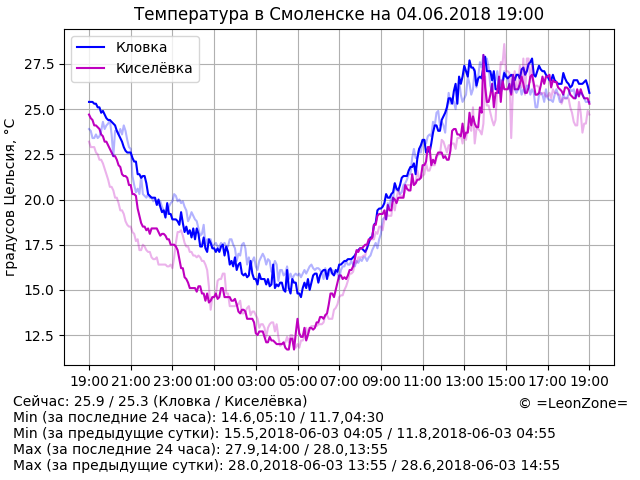 Температура в Смоленске на 04.06.2018 19:00
Кловка
Киселёвка
градусов Цельсия, °C
27.5
25.0
22.5
20.0
17.5
15.0
12.5
19:00 21:00 23:00 01:00 03:00 05:00 07:00 09:00 11:00 13:00 15:00 17:00 19:00
Сейчас: 25.9 / 25.3 (Кловка / Киселёвка)
© =LeonZone=
Min (за последние 24 часа): 14.6,05:10 / 11.7,04:30
Min (за предыдущие сутки): 15.5,2018-06-03 04:05 / 11.8,2018-06-03 04:55
Max (за последние 24 часа): 27.9,14:00 / 28.0,13:55
Max (за предыдущие сутки): 28.0,2018-06-03 13:55 / 28.6,2018-06-03 14:55